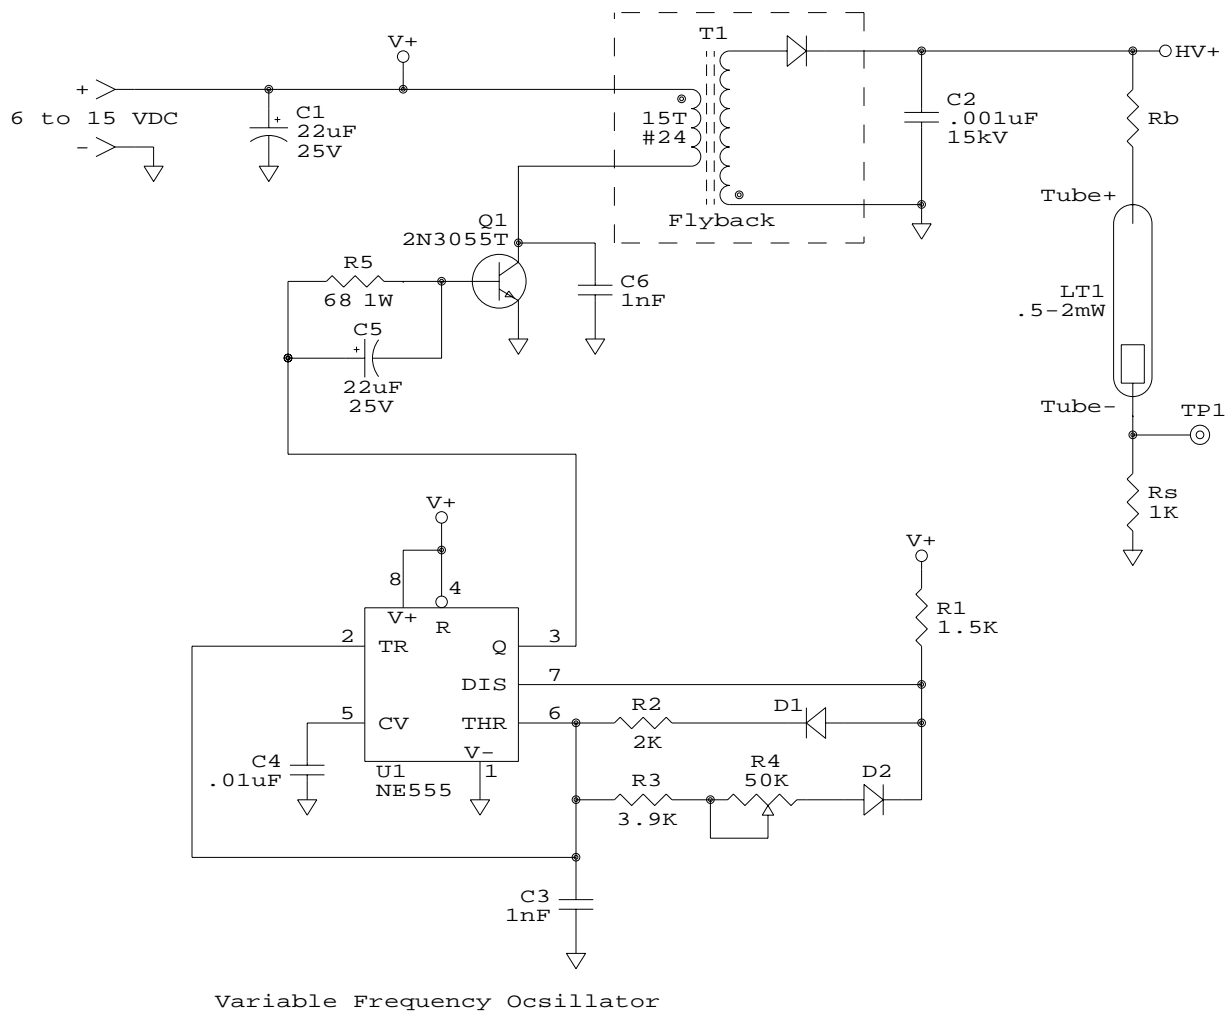 V+
T1
HV+
+
6 to 15 VDC
-
+
C1
22uF
25V
15T
#24
C2
.001uF
15kV
Rb
Flyback
Tube+
Q1
2N3055T
R5
68 1W
C6
1nF
LT1
.5-2mW
C5
+
22uF
25V
Tube-
TP1
Rs
1K
V+
V+
8
4
V+
R
R1
1.5K
2
TR
Q
3
DIS
7
5
CV
THR
6
R2
2K
D1
V-
1
C4
.01uF
U1
NE555
R3
3.9K
R4
50K
D2
C3
1nF
Variable Frequency Ocsillator